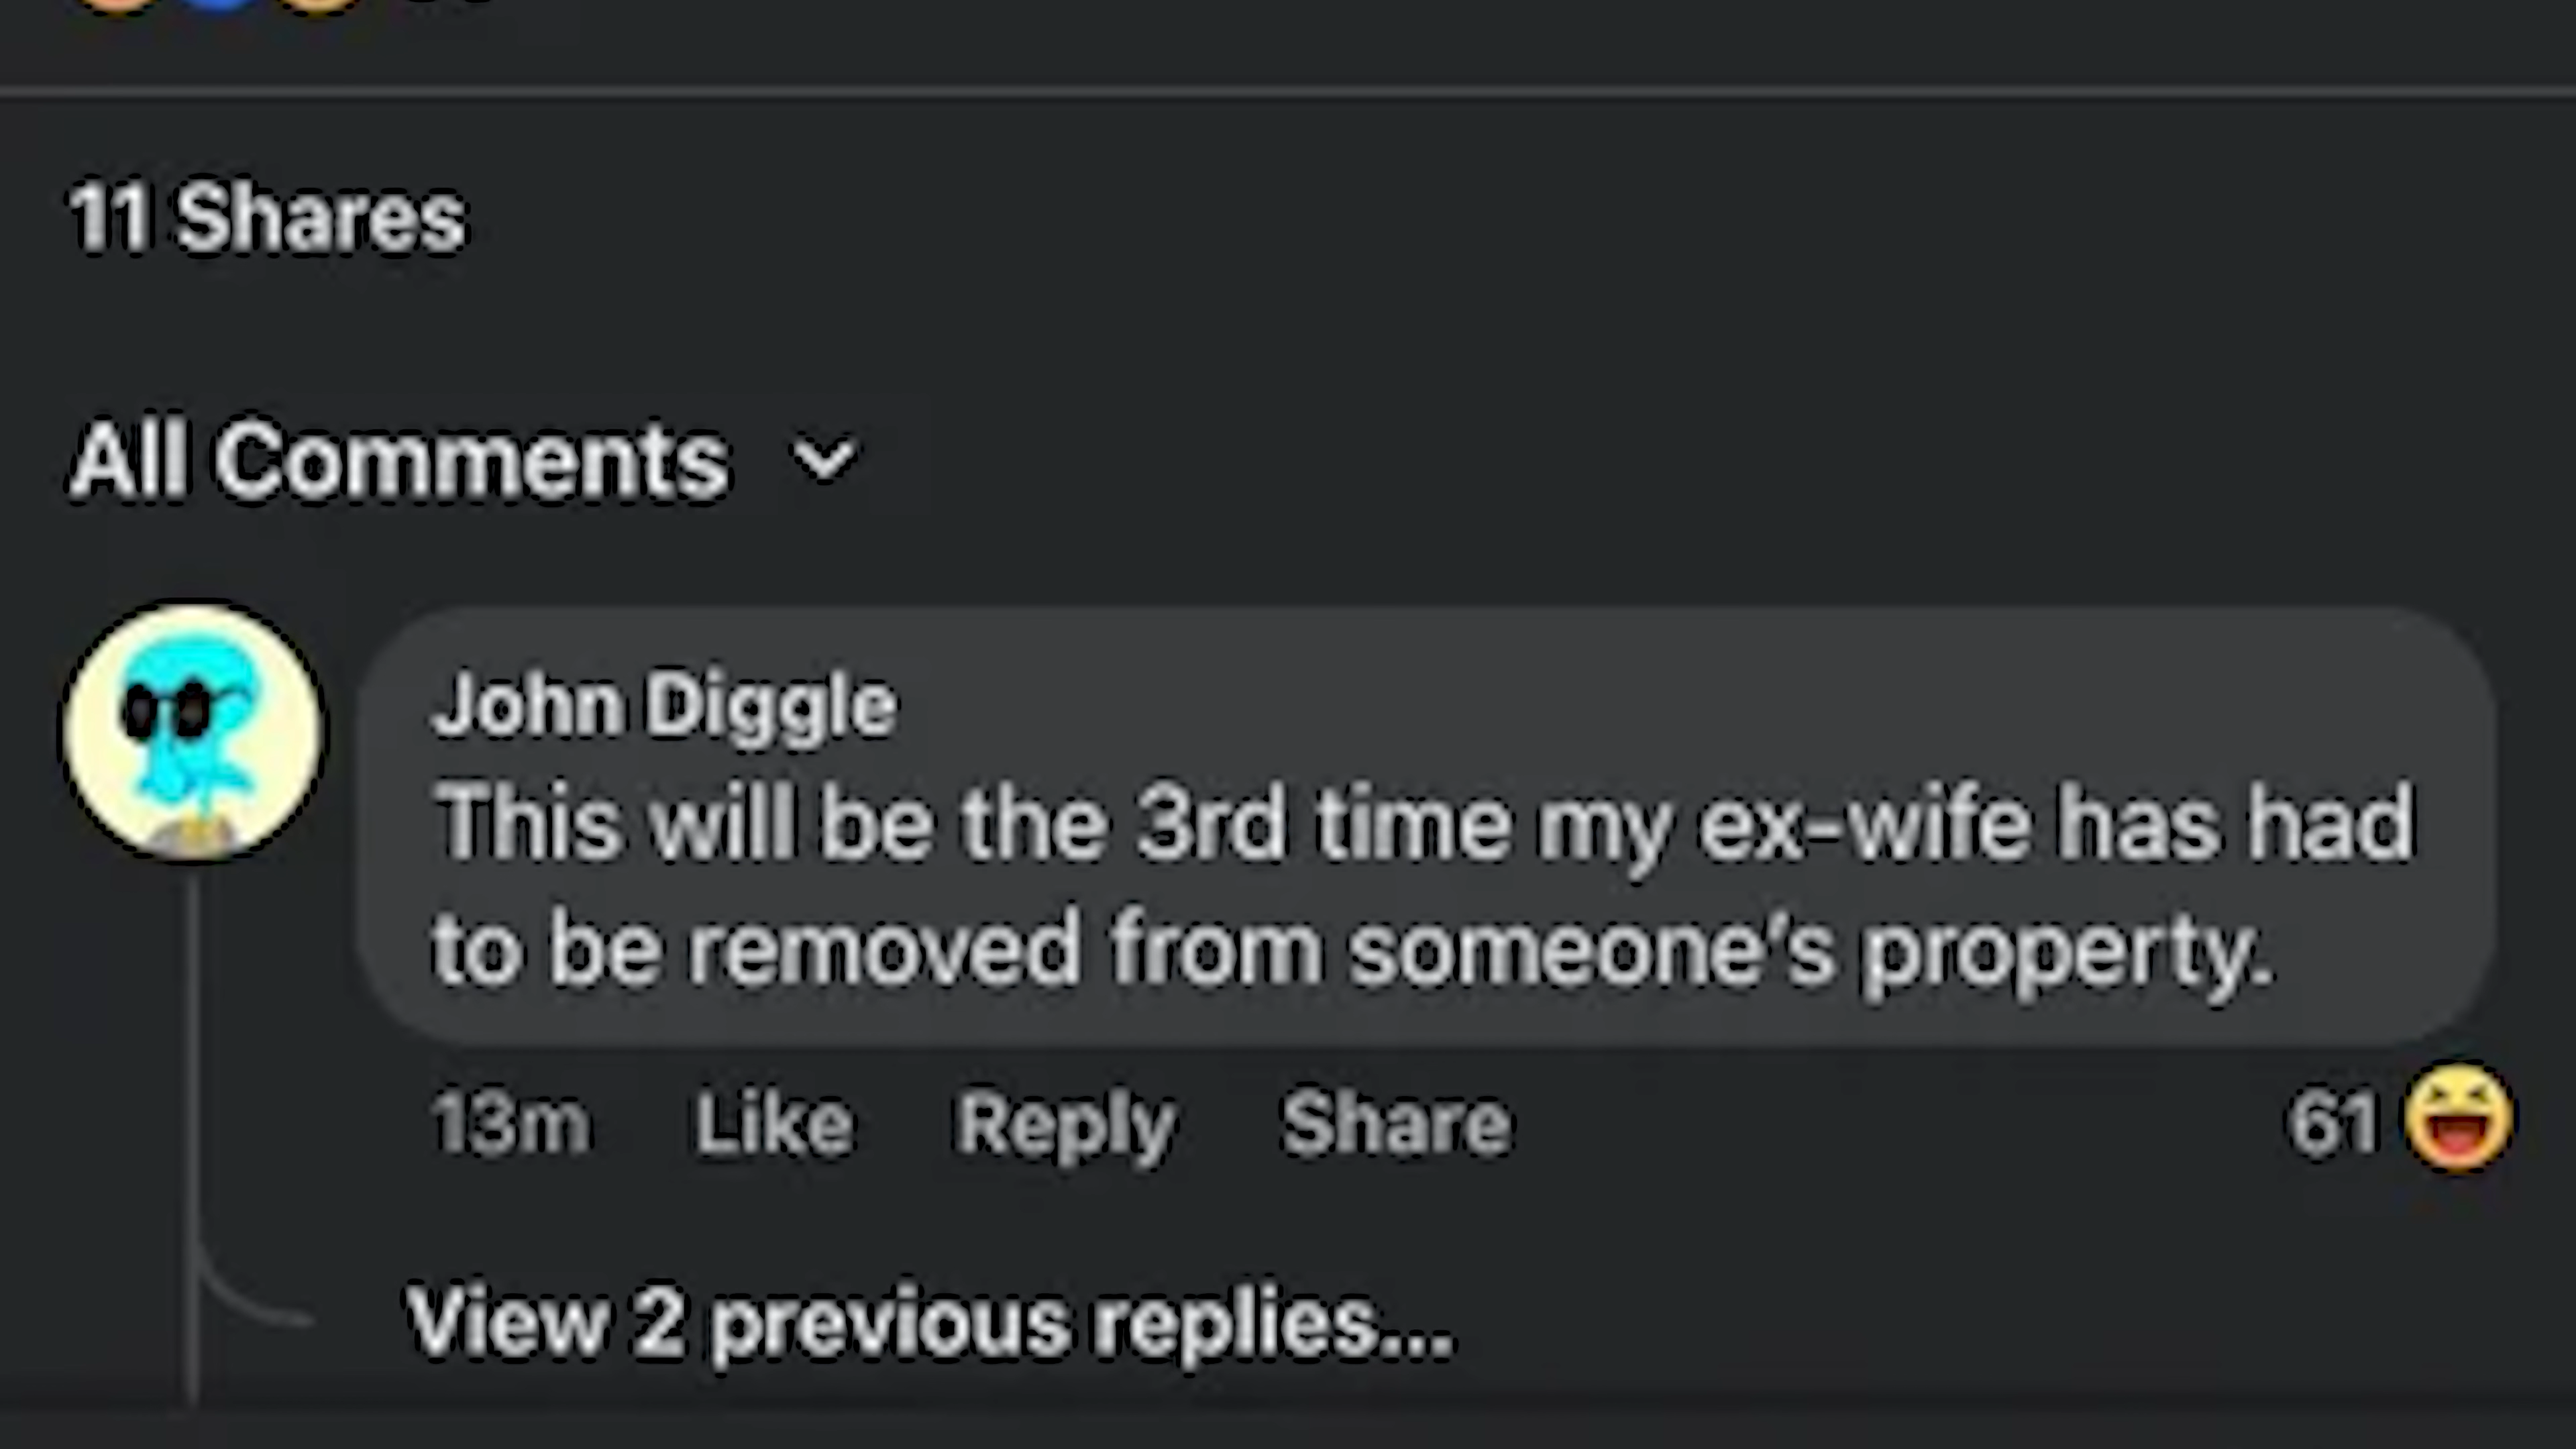 11 Shares
All Comments
John Diggle
This will be the 3rd time my ex-wife has had
to be removed from someone's property.
13m Like Reply Share 61
View 2 previous replies...